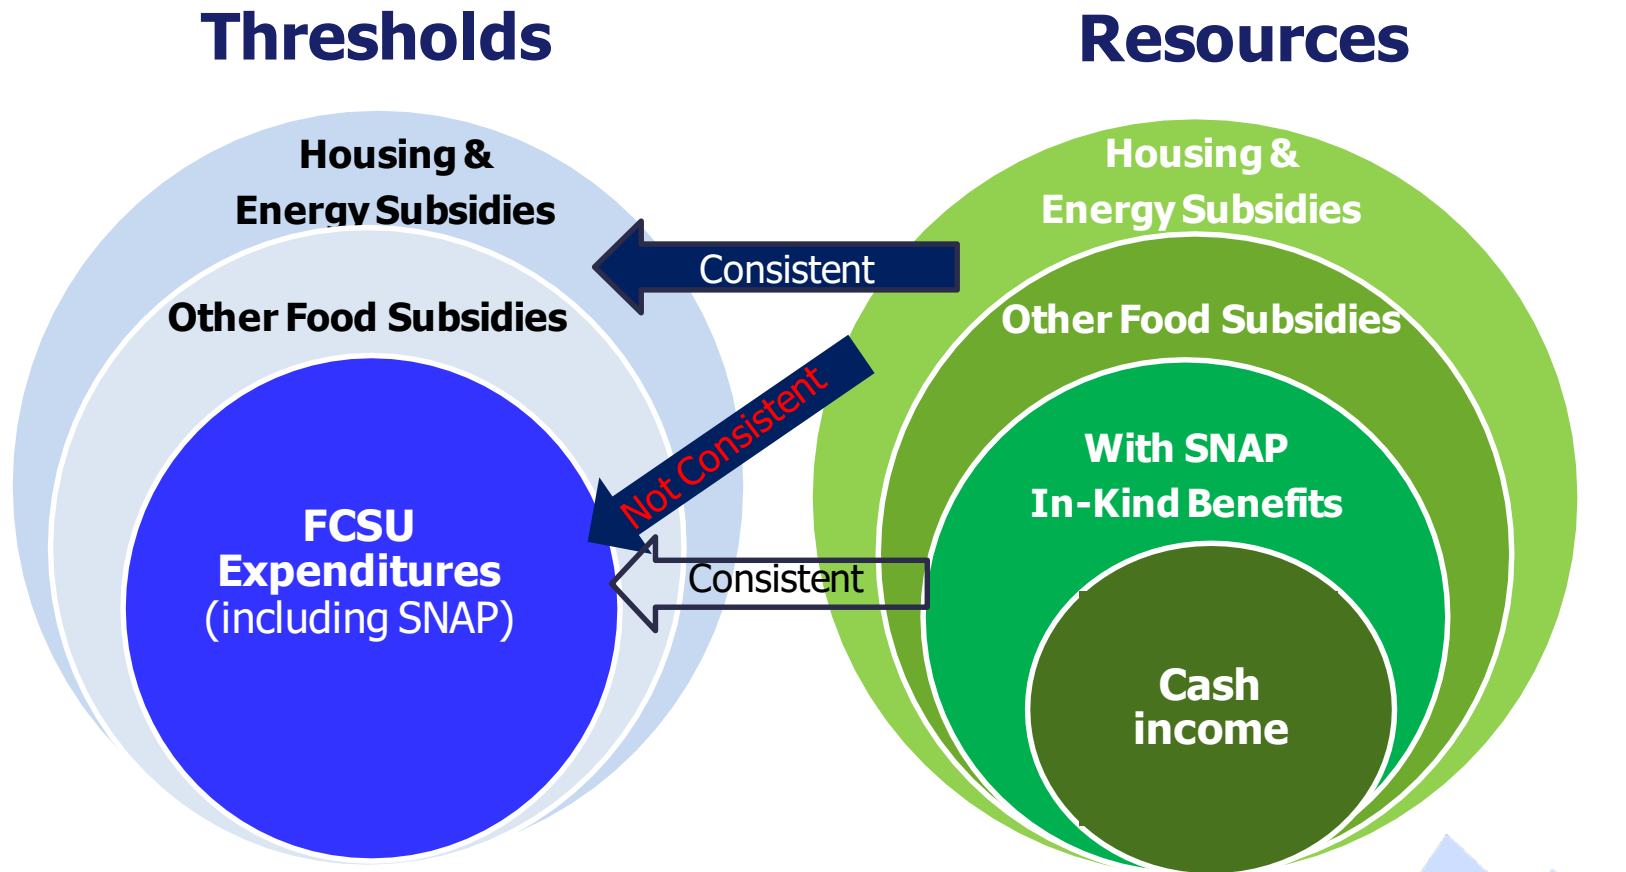 Thresholds
Resources
Housing &
Energy Subsidies
Other Food Subsidies
FCSU
Expenditures
(including SNAP)
Consistent
Not Consistent
Consistent
Housing &
Energy Subsidies
Other Food Subsidies
With SNAP
In-Kind Benefits
Cash
income